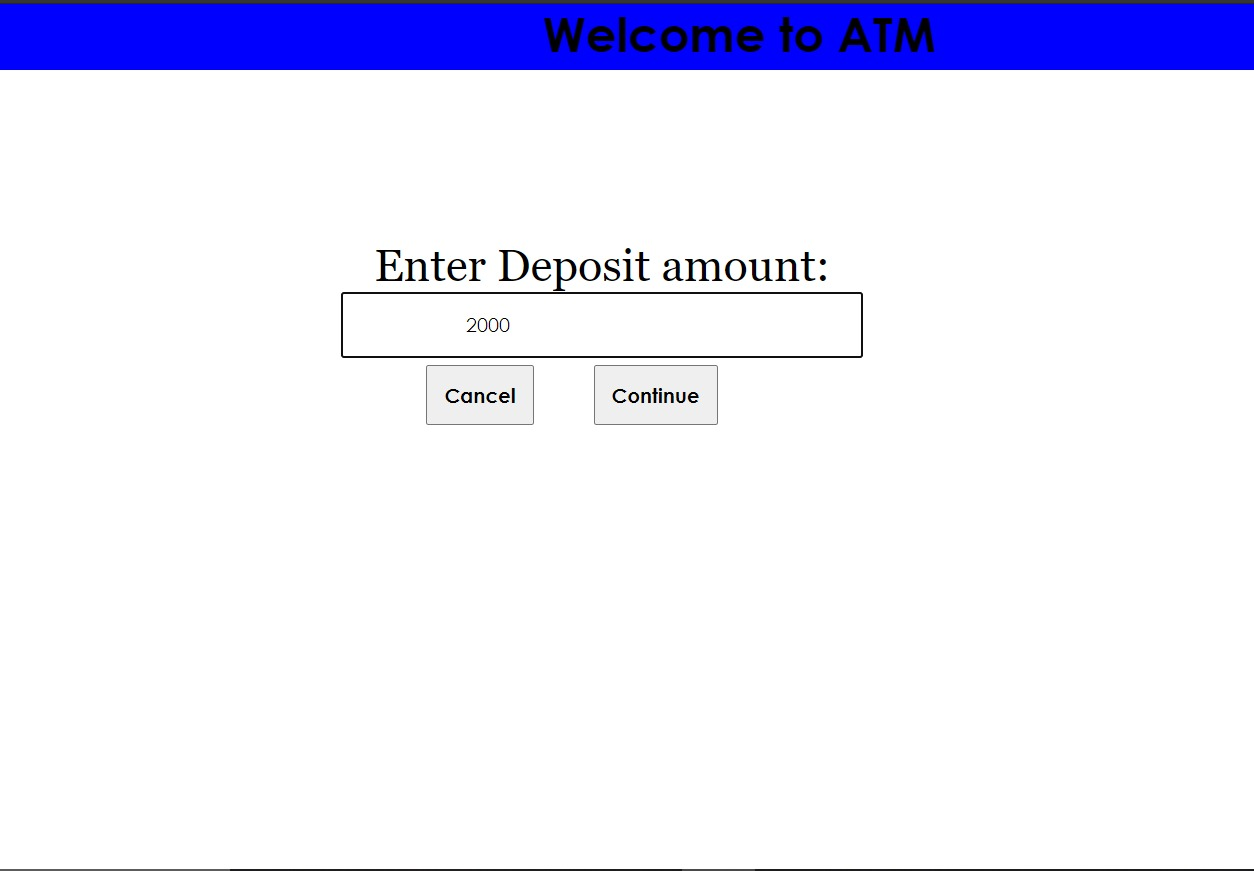 Welcome to ATM
Enter Deposit amount:
2000
Cancel Continue